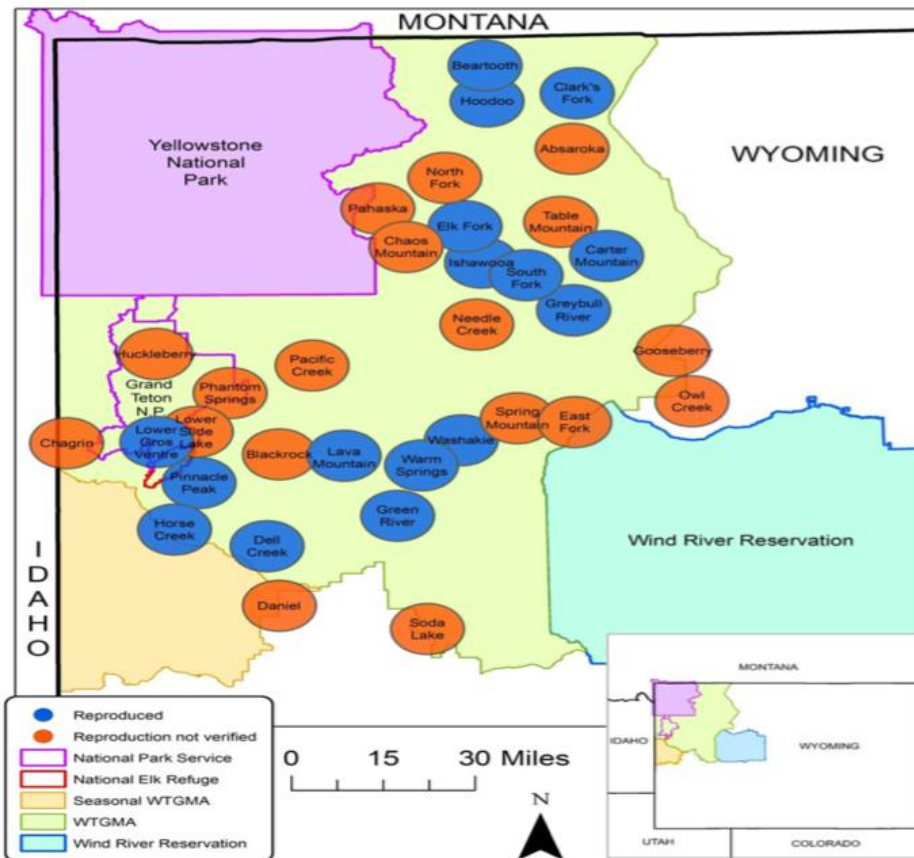 MONTANA
Beartooth
Hoodoo
Clark's
Fork
Absaroka
WYOMING
Yellowstone
National
Park
North
Fork
Pahaska
Elk Fork
Table
Mountain
Chaos
Mountain
Carter
Mountain
Ishawooa
South
Fork
Greybull
River
Needle
Creek
Huckleberry
Gooseberry
Pacific
Creek
Grand
Teton
N.P.
Phantom
Springs
Owl
Creek
Chagrin
Lower
Gros
Ventre
Lower
Slide
Lake
Spring
Mountain
East
Fork
Blackrock
Lava
Mountain
Washakie
Warm
Springs
Pinnacle
Peak
Green
River
Horse
Creek
Dell
Creek
Wind River Reservation
IDAHO
Daniel
Soda
Lake
Reproduced
Reproduction not verified
National Park Service
National Elk Refuge
Seasonal WTGMA
WTGMA
Wind River Reservation
0 15 30 Miles
N
MONTANA
IDAHO
WYOMING
UTAH
COLORADO